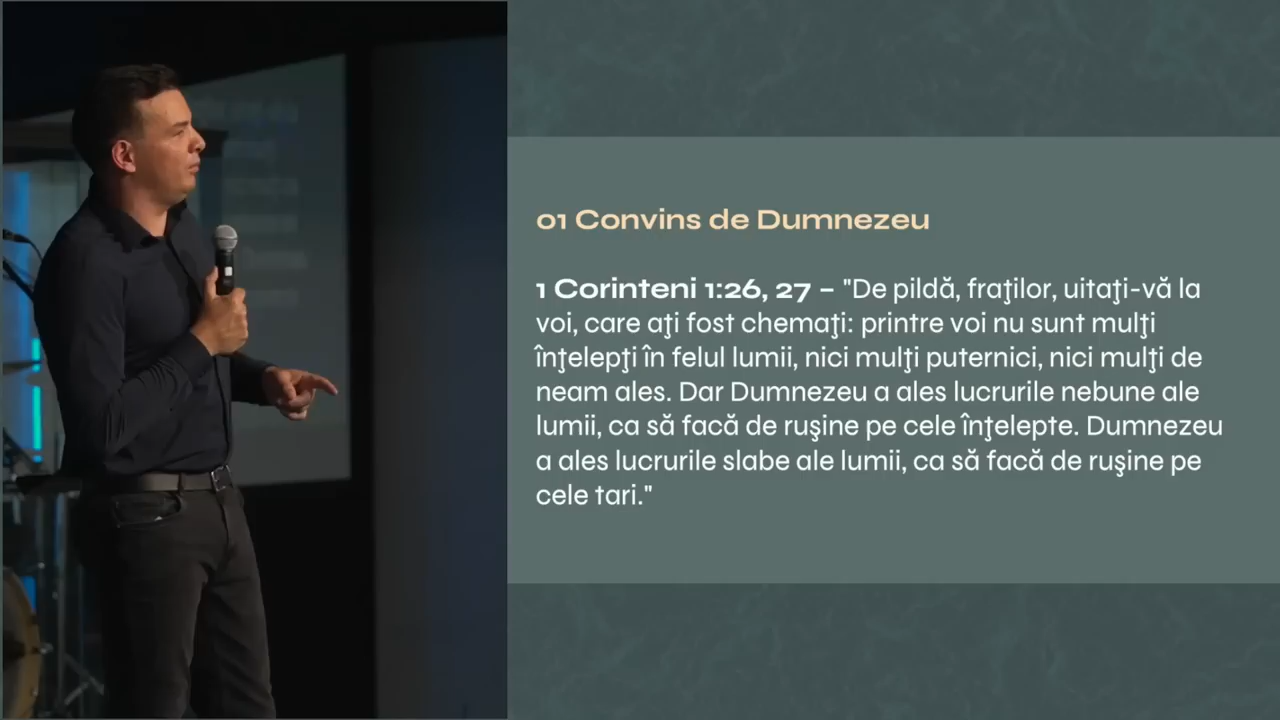 01 Convins de Dumnezeu
1 Corinteni 1:26, 27 – "De pildă, fraţilor, uitaţi-vă la
voi, care aţi fost chemaţi: printre voi nu sunt mulţi
înţelepţi în felul lumii, nici mulţi puternici, nici mulţi de
neam ales. Dar Dumnezeu a ales lucrurile nebune ale
lumii, ca să facă de ruşine pe cele înţelepte. Dumnezeu
a ales lucrurile slabe ale lumii, ca să facă de ruşine pe
cele tari."